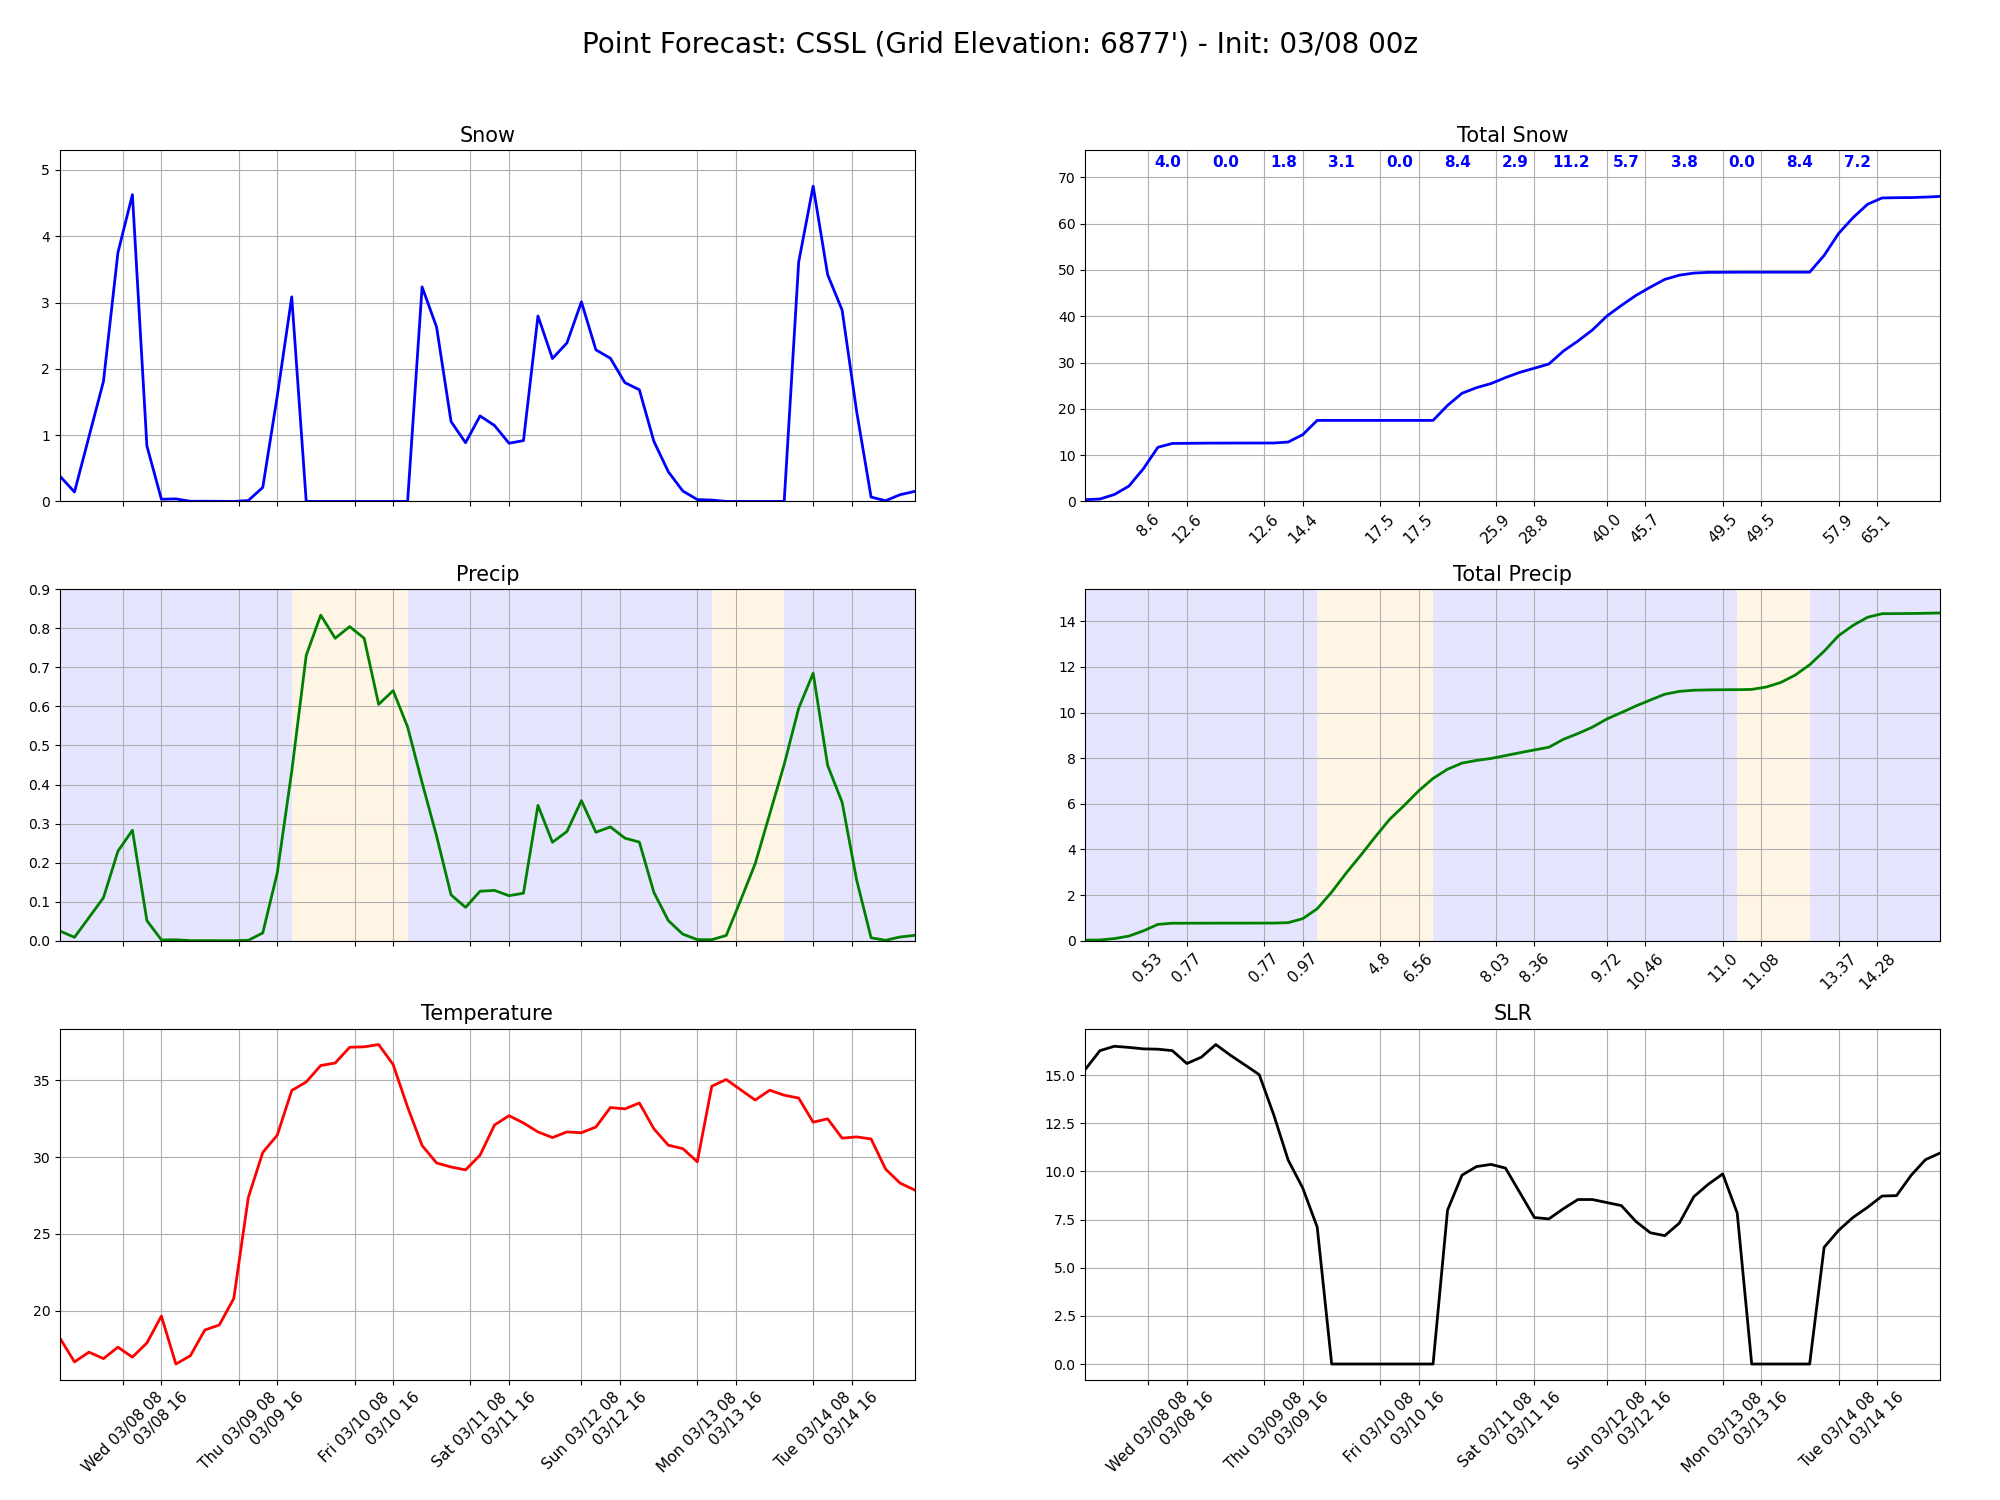 Point Forecast: CSSL (Grid Elevation: 6877') - Init: 03/08 00z
Snow
5
4
3
2
1
0
Total Snow
4.0 0.0 1.8 3.1 0.0 8.4 2.9 11.2 5.7 3.8 0.0 8.4 7.2
70
60
50
40
30
20
10
0
8.6 12.6 12.6 14.4 17.5 17.5 25.9 28.8 40.0 45.7 49.5 49.5 57.9 65.1
Precip
0.9
0.8
0.7
0.6
0.5
0.4
0.3
0.2
0.1
0.0
Total Precip
14
12
10
8
6
4
2
0
0.53 0.77 0.77 0.97 4.8 6.56 8.03 8.36 9.72 10.46 11.0 11.08 13.37 14.28
Temperature
35
30
25
20
Wed 03/08 08
03/08 16
Thu 03/09 08
03/09 16
Fri 03/10 08
03/10 16
Sat 03/11 08
03/11 16
Sun 03/12 08
03/12 16
Mon 03/13 08
03/13 16
Tue 03/14 08
03/14 16
SLR
15.0
12.5
10.0
7.5
5.0
2.5
0.0
Wed 03/08 08
03/08 16
Thu 03/09 08
03/09 16
Fri 03/10 08
03/10 16
Sat 03/11 08
03/11 16
Sun 03/12 08
03/12 16
Mon 03/13 08
03/13 16
Tue 03/14 08
03/14 16